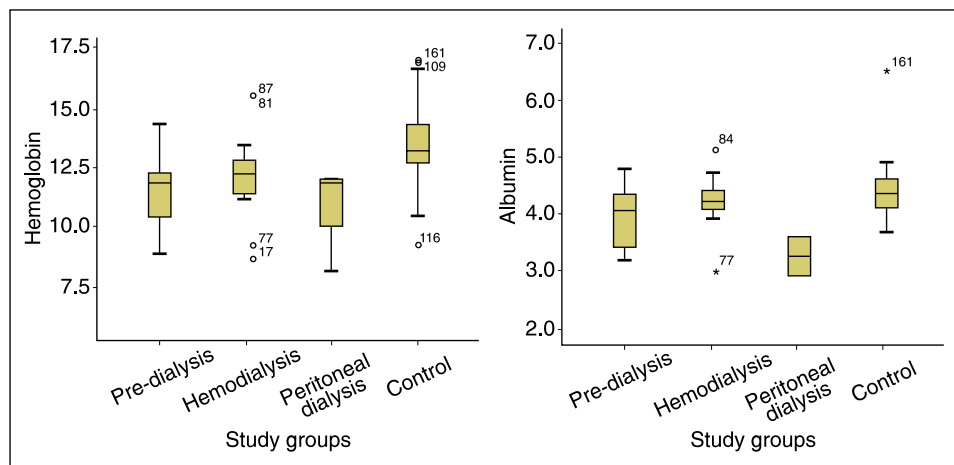 Hemoglobin
17.5
15.0
12.5
10.0
7.5
87
81
77
17
161
109
116
Pre-dialysis
Hemodialysis
Peritoneal
dialysis
Control
Study groups
Albumin
7.0
6.0
5.0
4.0
3.0
2.0
84
77
161
Pre-dialysis
Hemodialysis
Peritoneal
dialysis
Control
Study groups